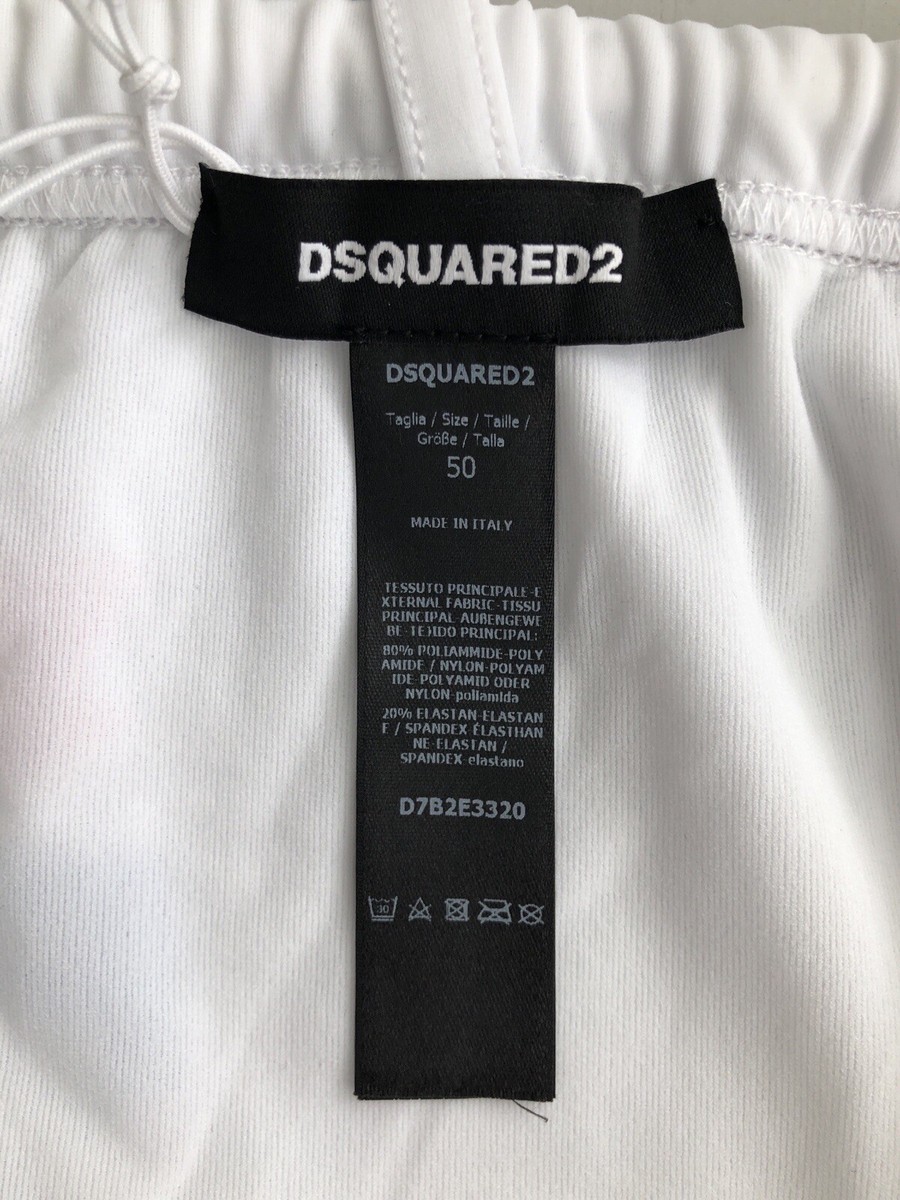 DSQUARED2
DSQUARED2
Taglia / Size / Taille /
Größe / Talla
50
MADE IN ITALY
TESSUTO PRINCIPALE-E
XTERNAL FABRIC-TISSU
PRINCIPAL-AUßENGEWE
BE-TEJIDO PRINCIPAL:
80% POLIAMMIDE-POLY
AMIDE / NYLON-POLYAM
IDE-POLYAMID ODER
NYLON-poliamida
20% ELASTAN-ELASTAN
E / SPANDEX-ÉLASTHAN
NE-ELASTAN /
SPANDEX-elastano
D7B2E3320
30